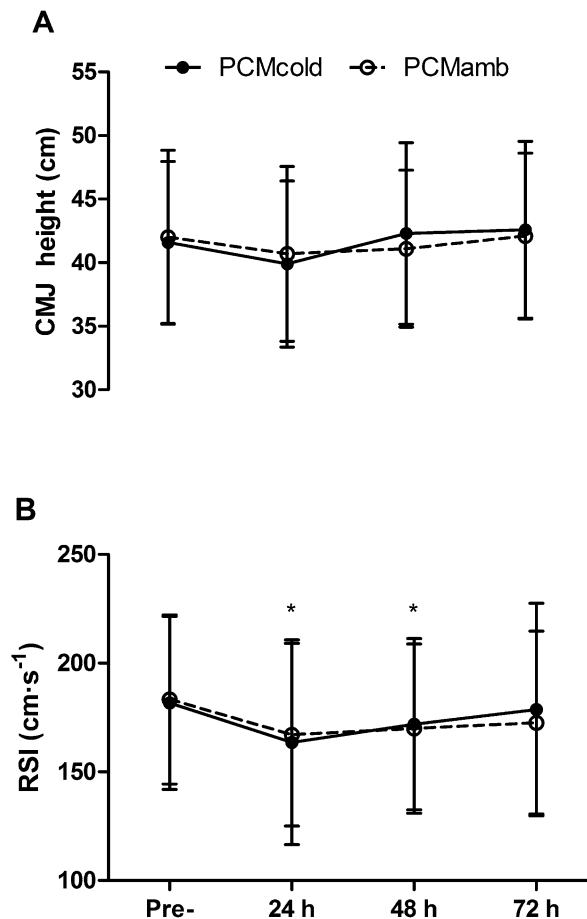 A
PCMcold PCMamb
55
50
45
40
35
30
CMJ height (cm)
B
250
200
150
100
RSI (cm·s⁻¹)
* *
Pre- 24 h 48 h 72 h